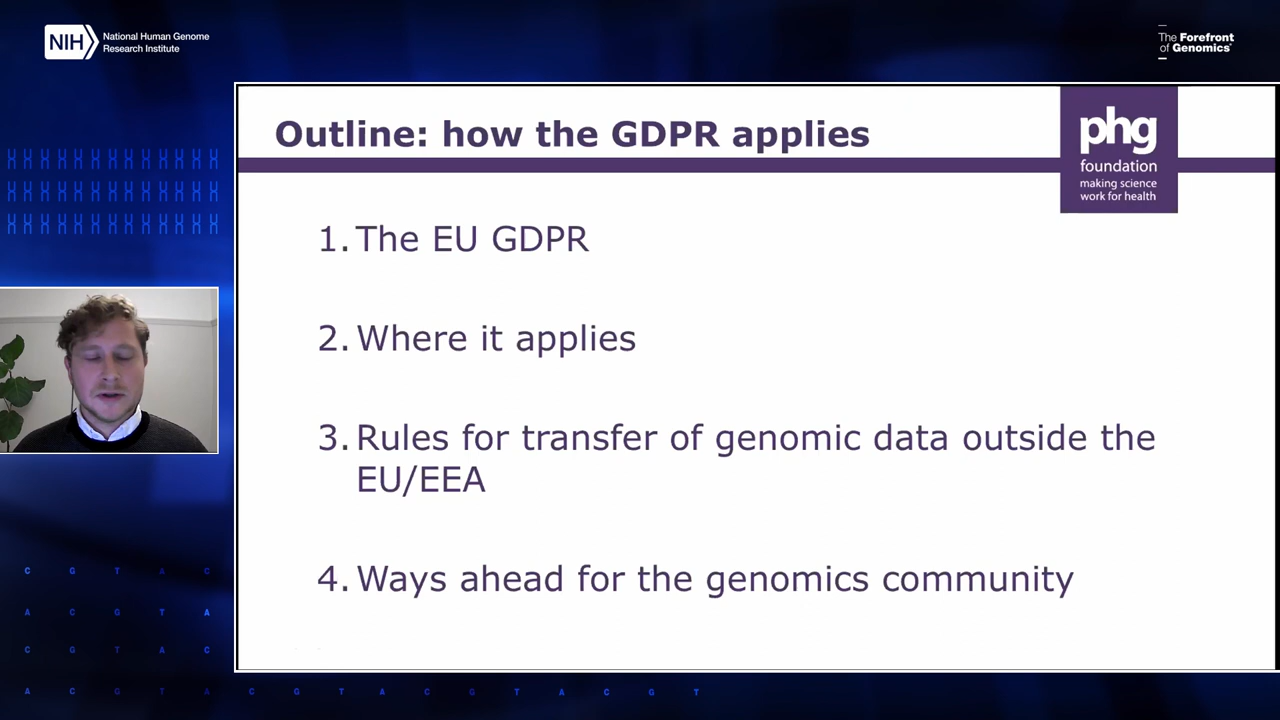 NIH
National Human Genome
Research Institute
The Forefront
of Genomics®
Outline: how the GDPR applies
phg
foundation
making science
work for health
1. The EU GDPR
2. Where it applies
3. Rules for transfer of genomic data outside the
EU/EEA
4. Ways ahead for the genomics community
C G T A C
A C G T A
C G T A C
A C G T A C G T A C G T A C G T